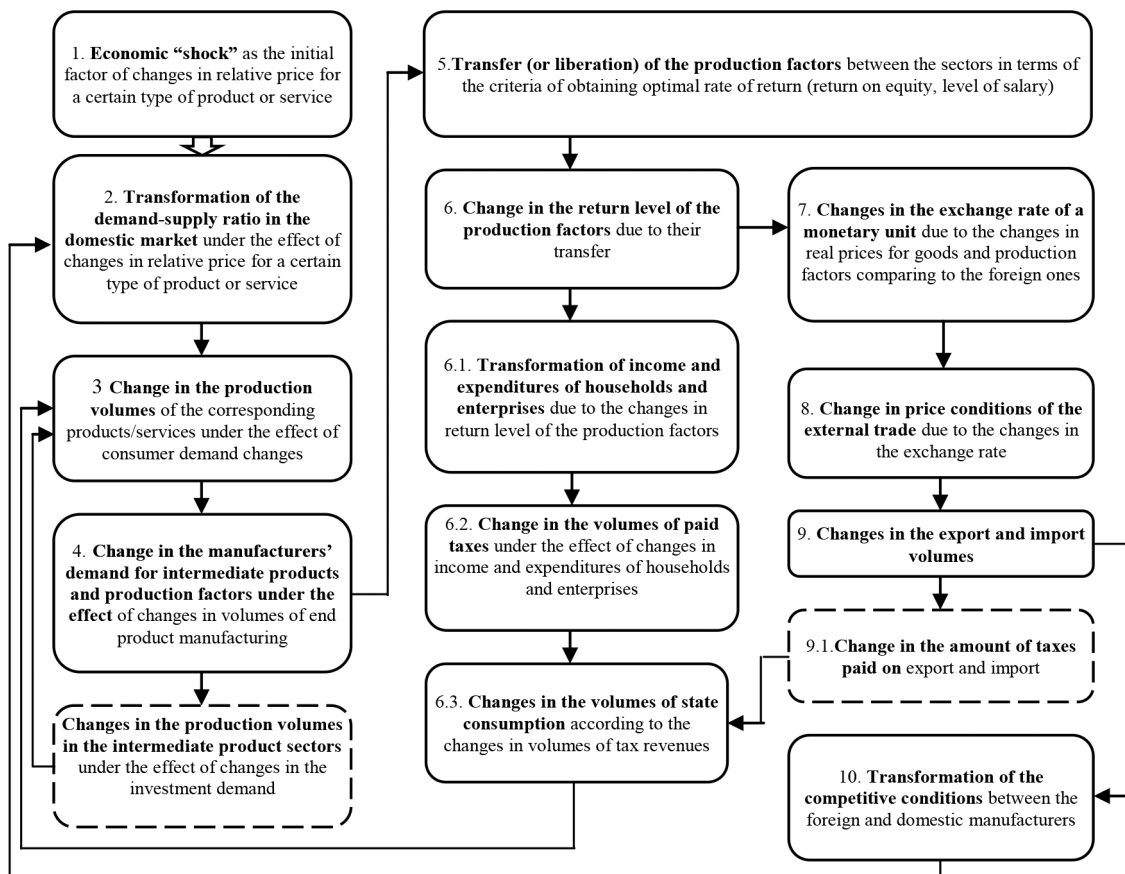 1. Economic “shock” as the initial
factor of changes in relative price for
a certain type of product or service
2. Transformation of the
demand-supply ratio in the
domestic market under the effect of
changes in relative price for a certain
type of product or service
3 Change in the production
volumes of the corresponding
products/services under the effect of
consumer demand changes
4. Change in the manufacturers’
demand for intermediate products
and production factors under the
effect of changes in volumes of end
product manufacturing
Changes in the production volumes
in the intermediate product sectors
under the effect of changes in the
investment demand
5.Transfer (or liberation) of the production factors between the sectors in terms of
the criteria of obtaining optimal rate of return (return on equity, level of salary)
6. Change in the return level of the
production factors due to their
transfer
6.1. Transformation of income and
expenditures of households and
enterprises due to the changes in
return level of the production factors
6.2. Change in the volumes of paid
taxes under the effect of changes in
income and expenditures of households
and enterprises
6.3. Changes in the volumes of state
consumption according to the
changes in volumes of tax revenues
7. Changes in the exchange rate of a
monetary unit due to the changes in
real prices for goods and production
factors comparing to the foreign ones
8. Change in price conditions of the
external trade due to the changes in
the exchange rate
9. Changes in the export and import
volumes
9.1.Change in the amount of taxes
paid on export and import
10. Transformation of the
competitive conditions between the
foreign and domestic manufacturers